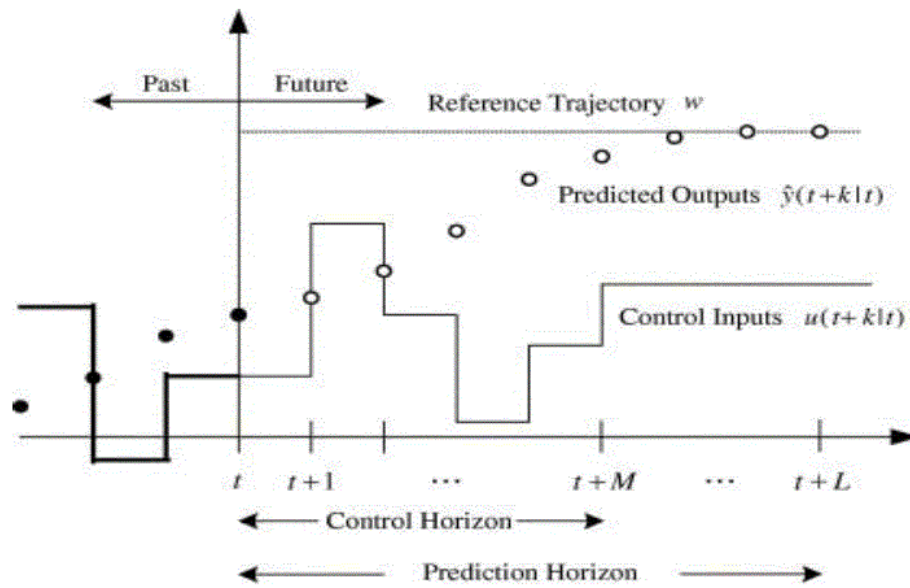 Past
Future
Reference Trajectory w
Predicted Outputs ŷ(t+k|t)
Control Inputs u(t+k|t)
t t+1 ... t+M ... t+L
Control Horizon
Prediction Horizon